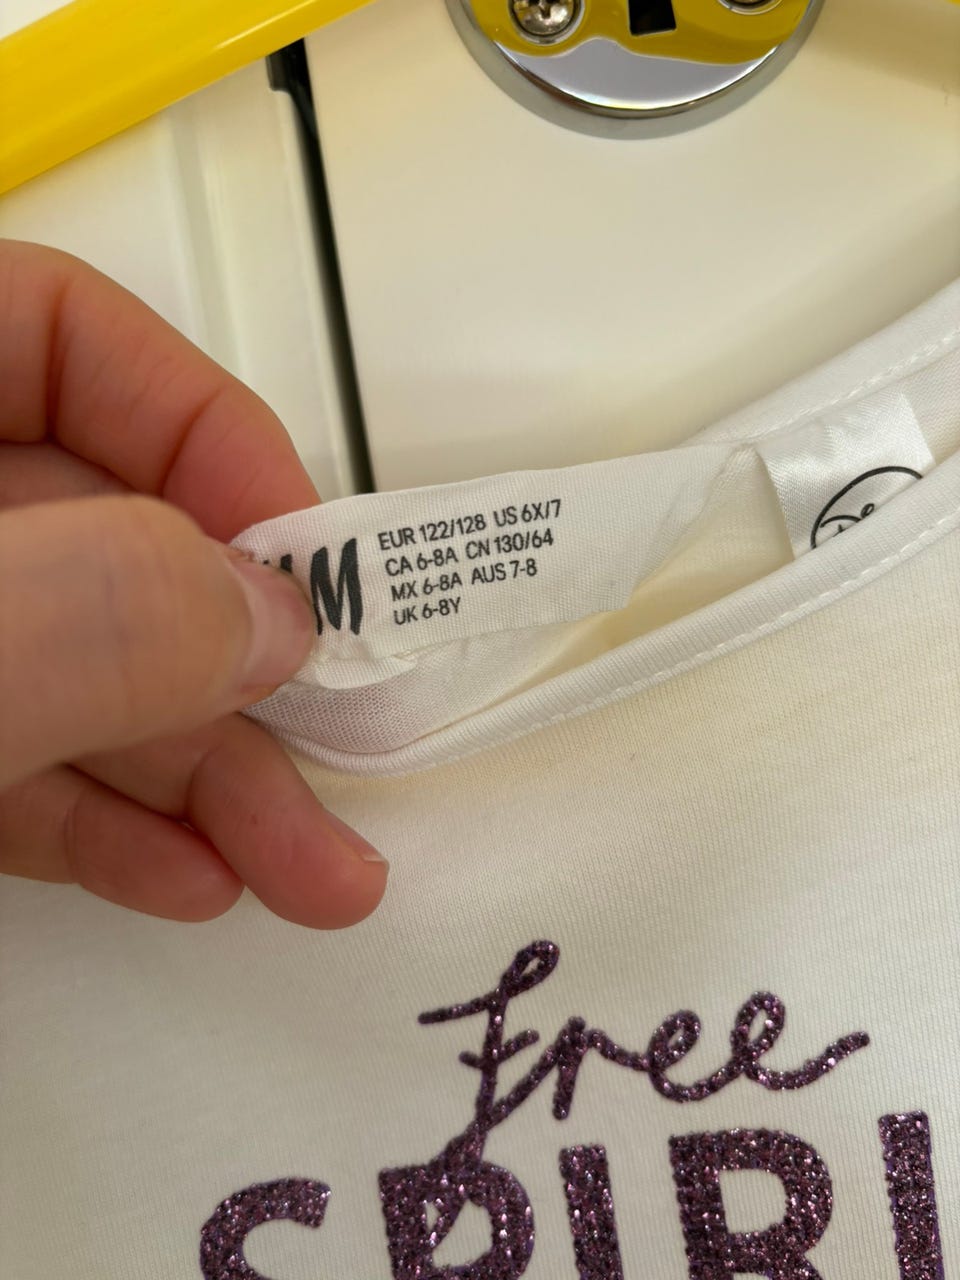 M
EUR 122/128 US 6X/7
CA 6-8A CN 130/64
MX 6-8A AUS 7-8
UK 6-8Y
Free
SPIRI